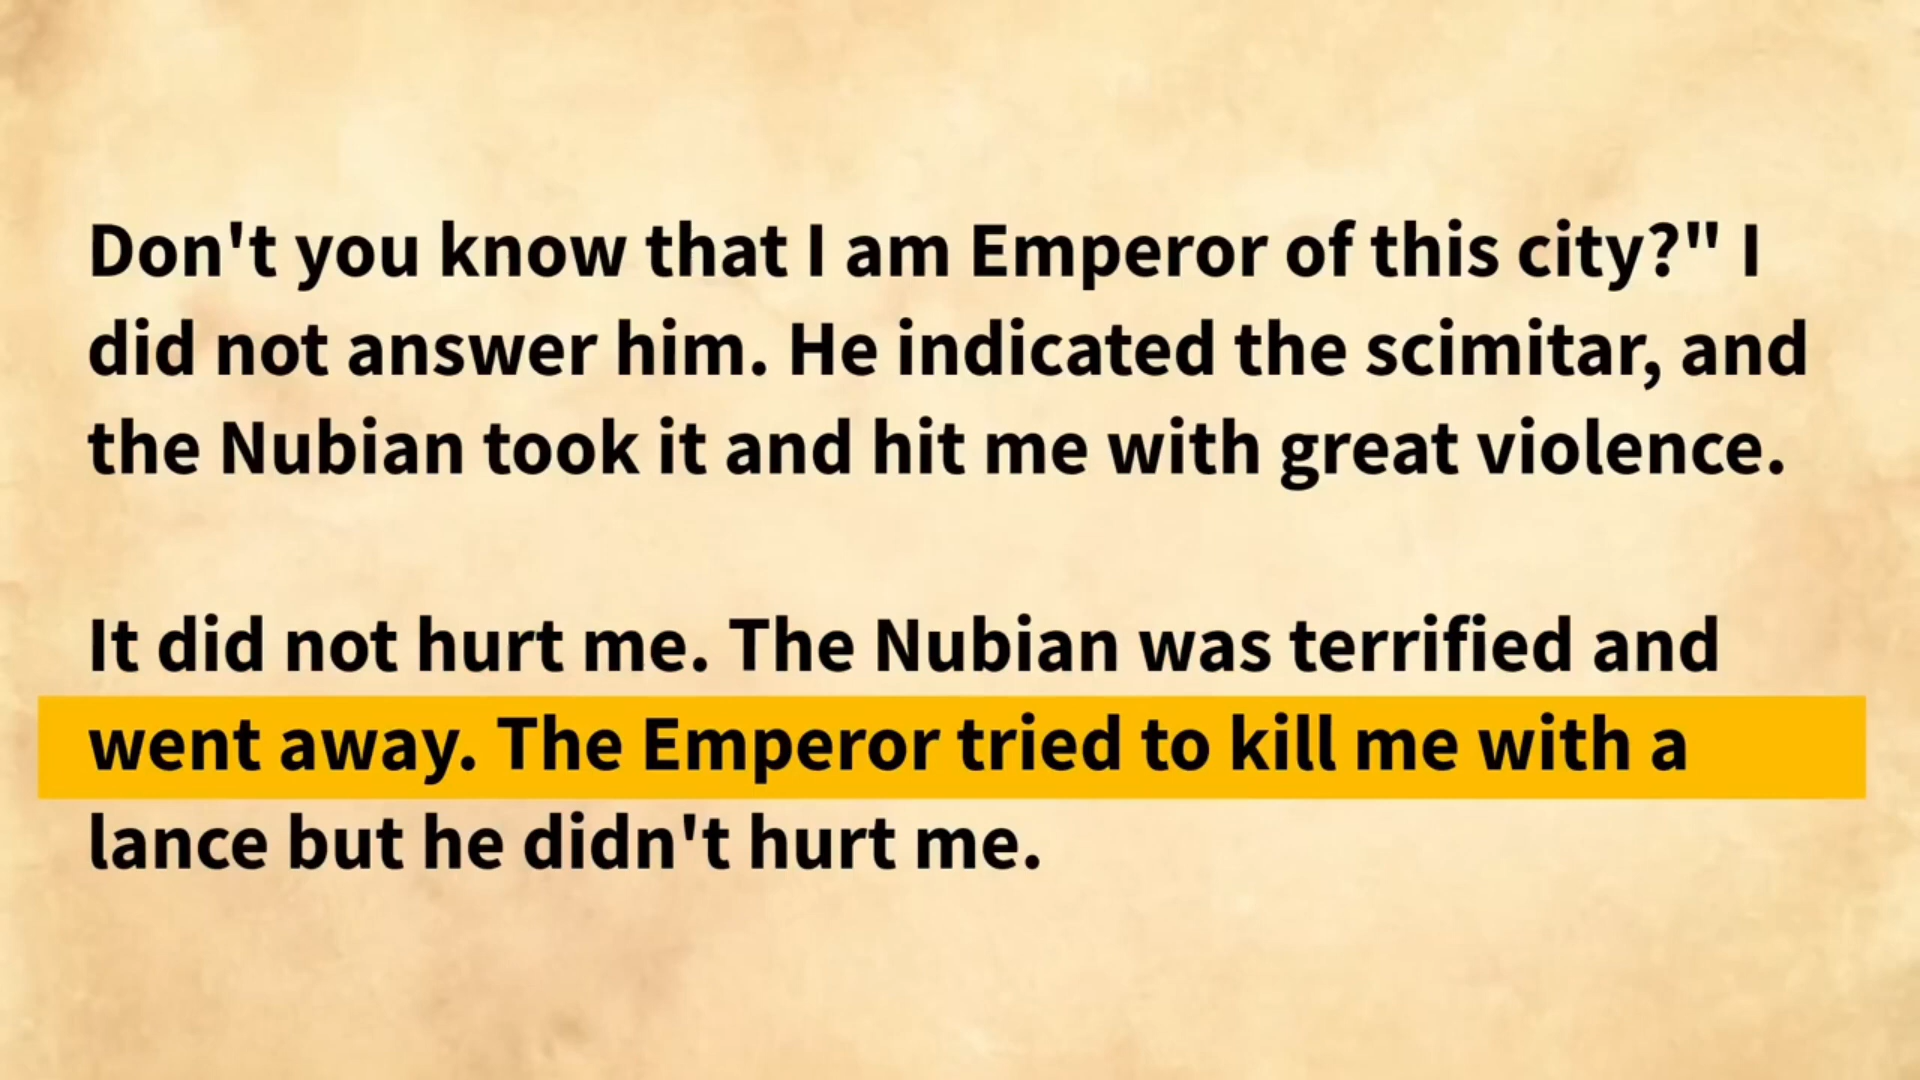 Don't you know that I am Emperor of this city?" I
did not answer him. He indicated the scimitar, and
the Nubian took it and hit me with great violence.
It did not hurt me. The Nubian was terrified and
went away. The Emperor tried to kill me with a
lance but he didn't hurt me.